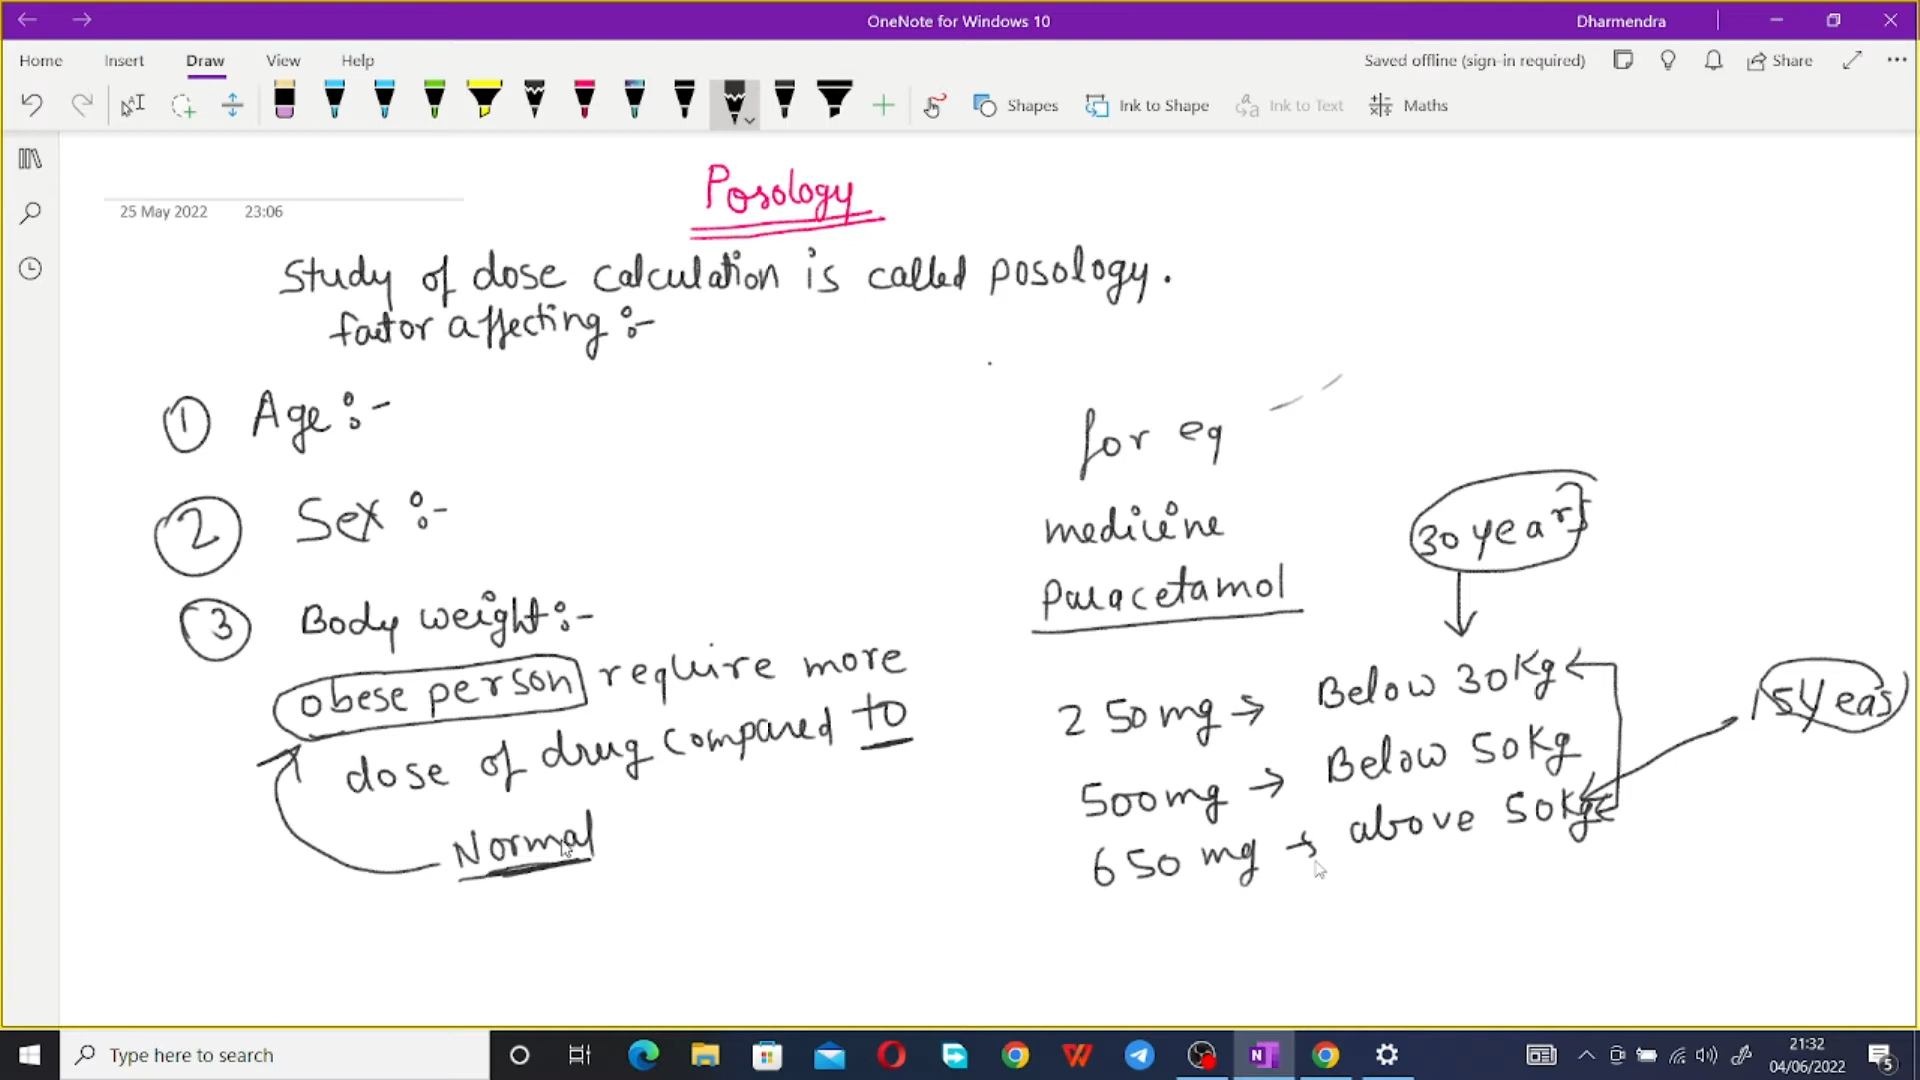 OneNote for Windows 10
Dharmendra
Home Insert Draw View Help
Saved offline (sign-in required) Share
Shapes Ink to Shape Ink to Text Maths
25 May 2022 23:06
Posology
Study of dose calculation is called posology.
factor affecting :-
① Age :-
② Sex :-
③ Body weight :-
obese person require more
dose of drug compared to
Normal
for eg
medicine
Paracetamol
30 years
250mg → Below 30Kg
15 Years
500mg → Below 50Kg
650 mg → above 50Kg
Type here to search
21:32
04/06/2022
5